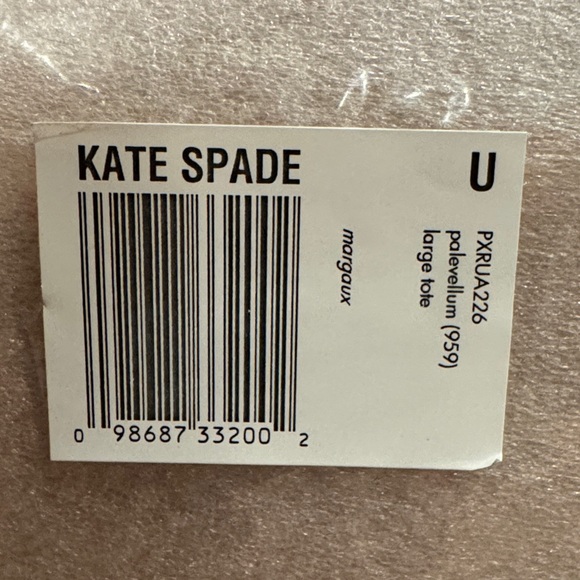 KATE SPADE
U
0 98687 33200 2
margaux
PXRUA226
palevellum (959)
large tote